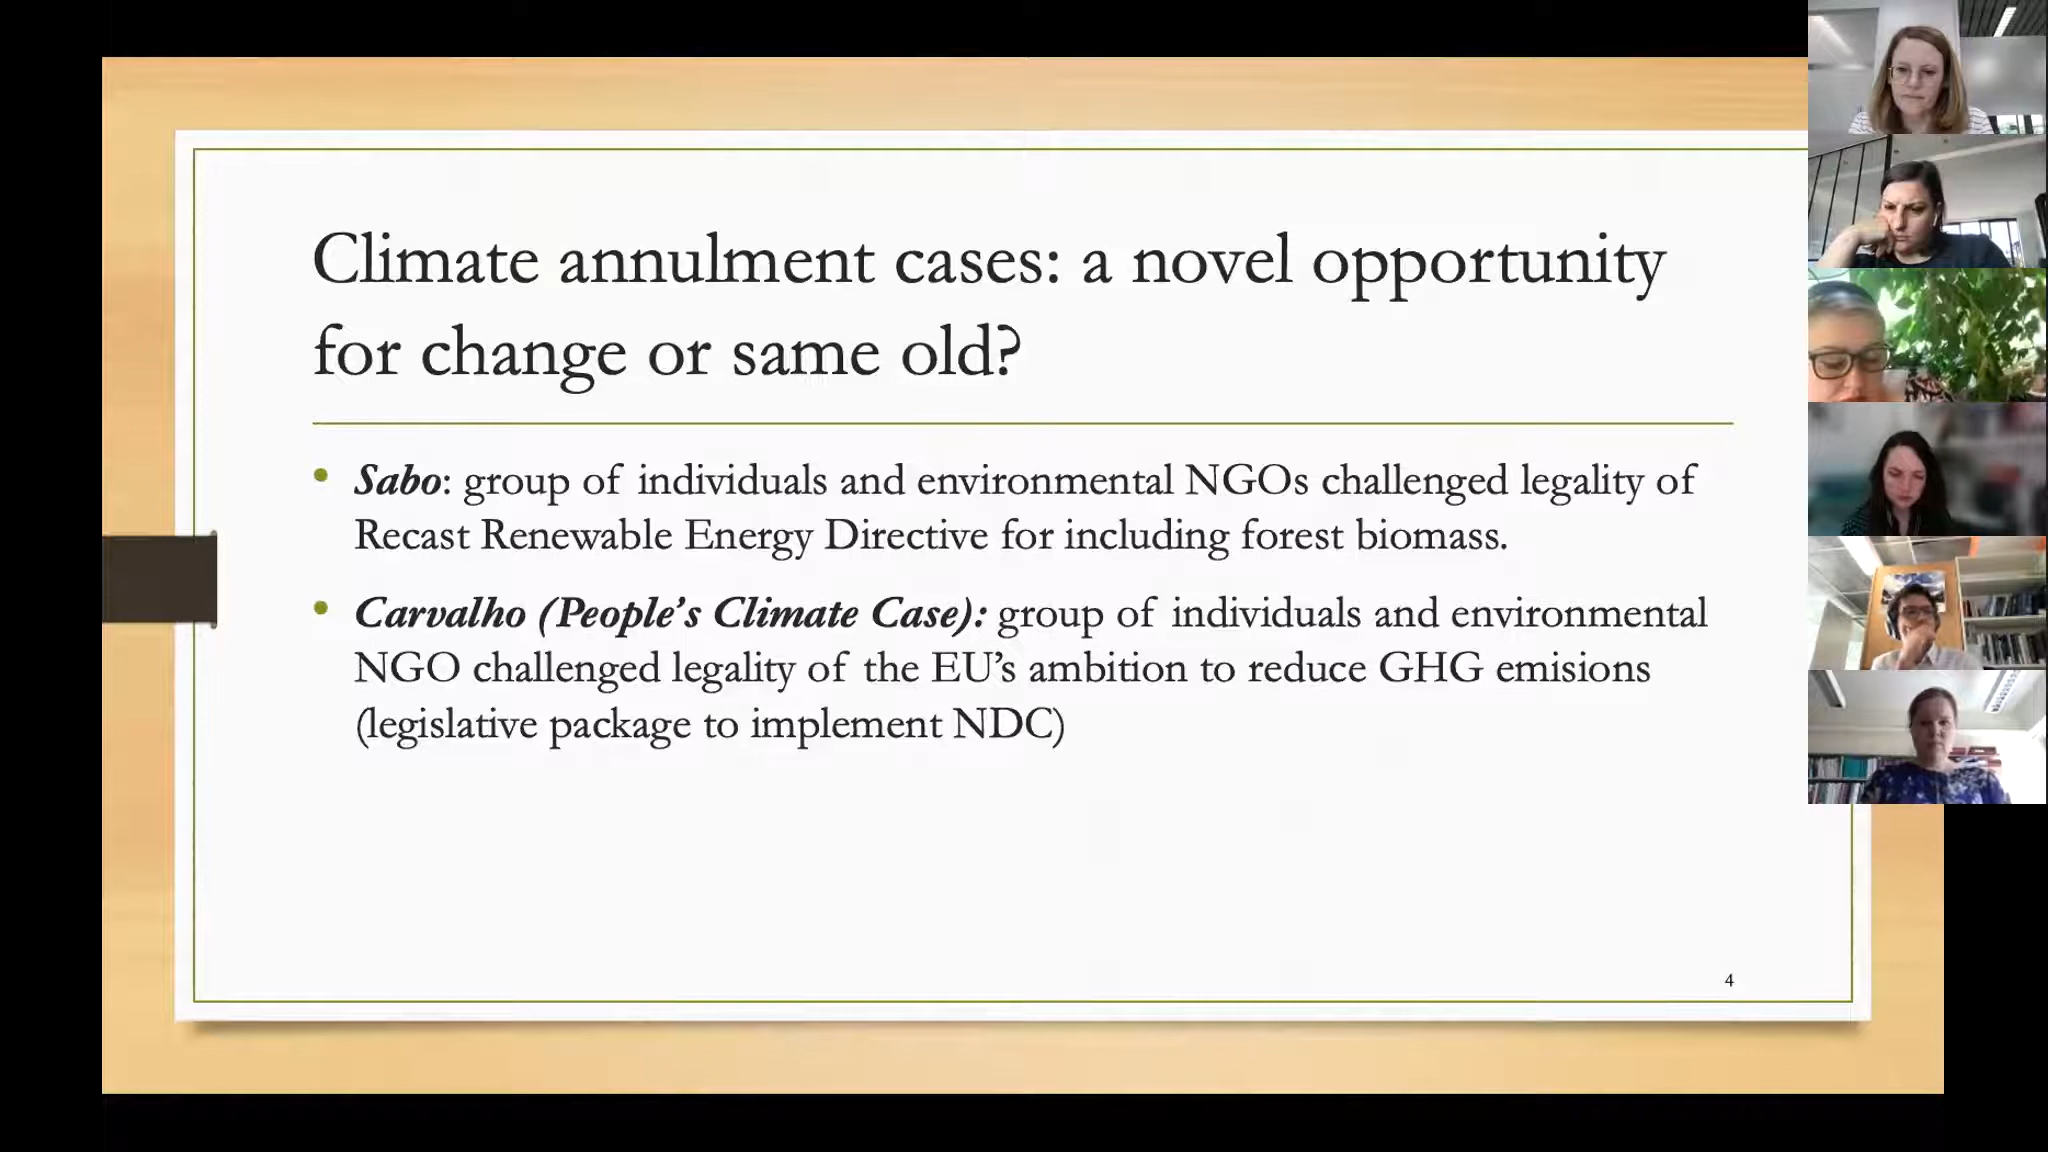 Climate annulment cases: a novel opportunity
for change or same old?
• Sabo: group of individuals and environmental NGOs challenged legality of
Recast Renewable Energy Directive for including forest biomass.
• Carvalho (People’s Climate Case): group of individuals and environmental
NGO challenged legality of the EU’s ambition to reduce GHG emisions
(legislative package to implement NDC)
4